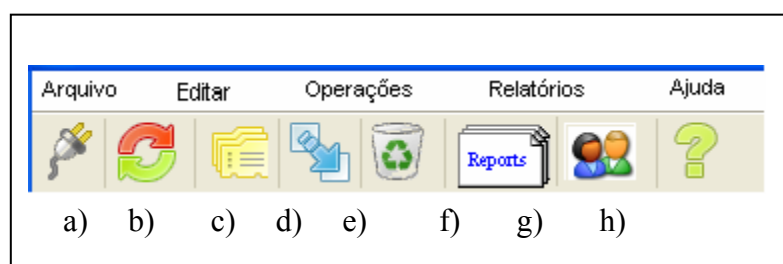 Arquivo Editar Operações Relatórios Ajuda
Reports
a) b) c) d) e) f) g) h)